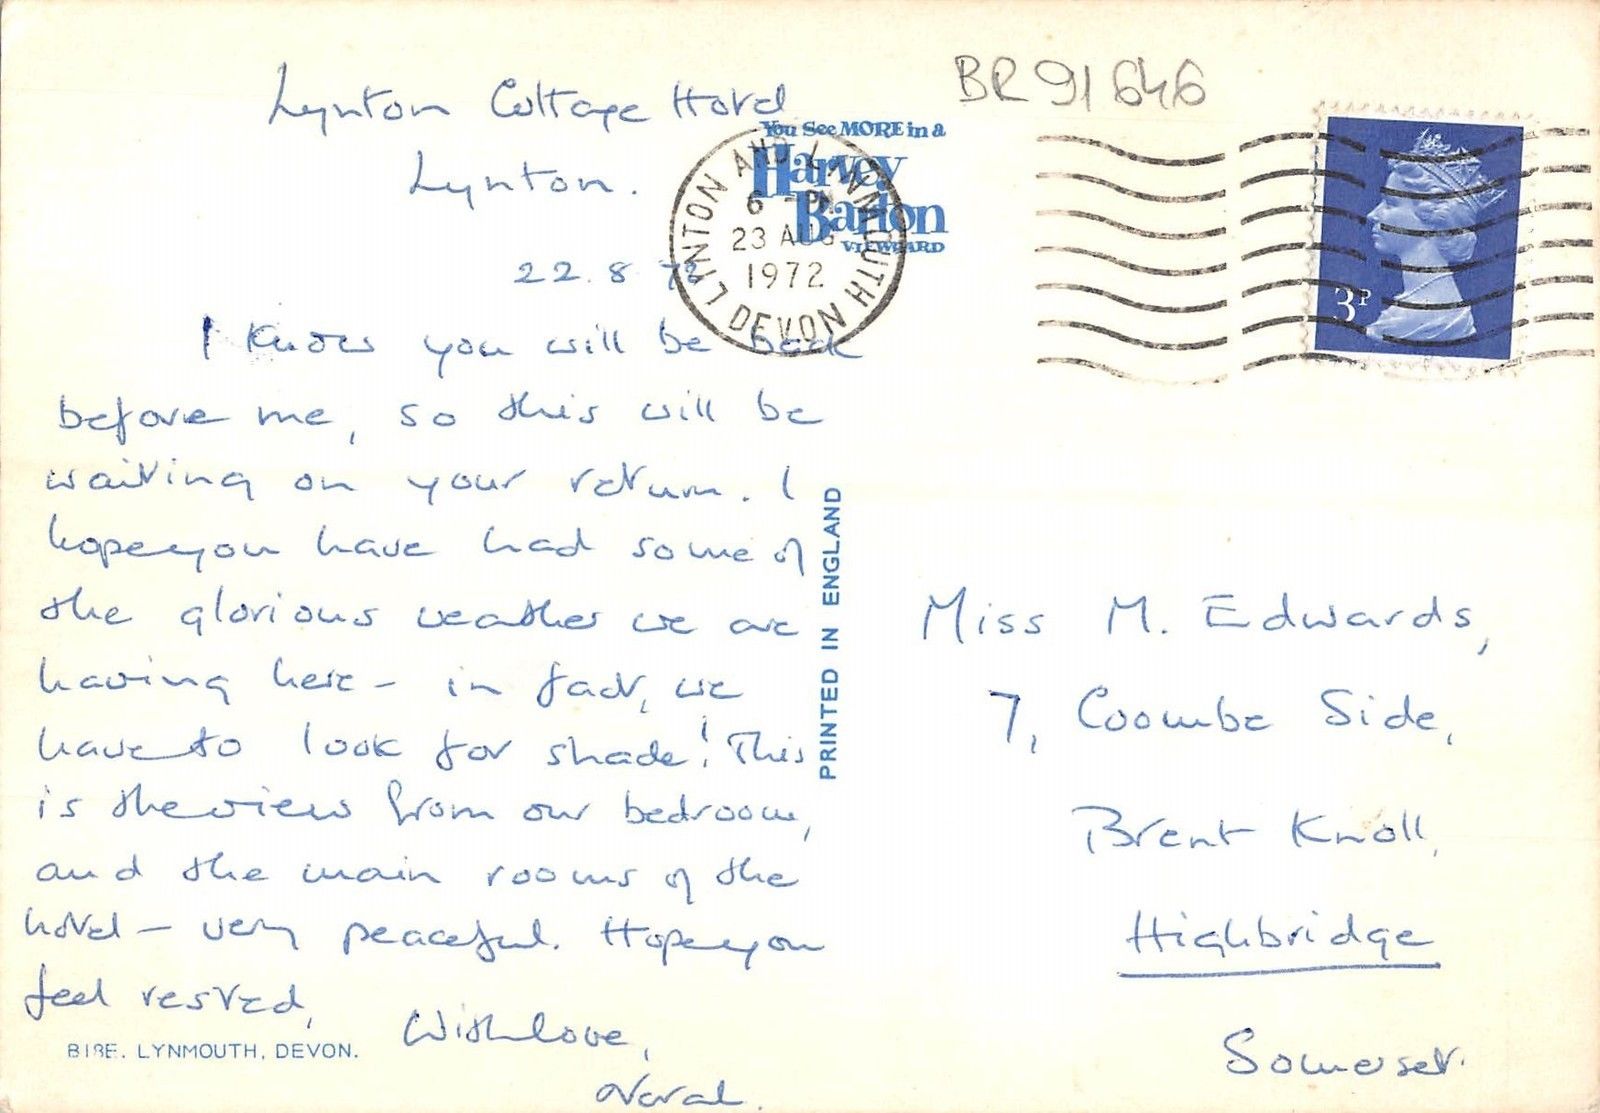 BR 91646
Lynton Cottage Hotel
Lynton.
22.8.72
I know you will be back
before me, so this will be
waiting on your return. I
hope you have had some of
the glorious weather we are
having here - in fact, we
have to look for shade! This
is the view from our bedroom,
and the main rooms of the
hotel - very peaceful. Hope you
feel rested,
With love,
You See MORE in a
Harvey
Barton
VIEWCARD
LYNTON AND LYNMOUTH DEVON
6 - PM
23 AUG
1972
3P
PRINTED IN ENGLAND
LYNMOUTH, DEVON.
Miss M. Edwards,
7, Coombe Side,
Brent Knoll,
Highbridge
Somerset.